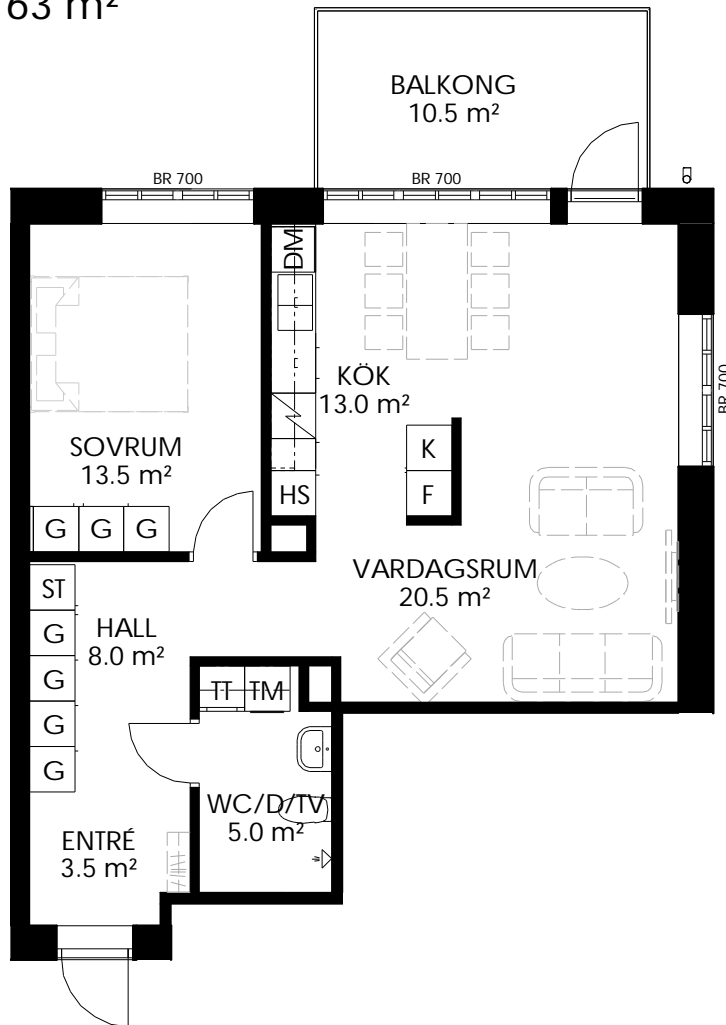 63 m²
BALKONG
10.5 m²
BR 700
BR 700
DM
KÖK
13.0 m²
BR 700
SOVRUM
13.5 m²
K
F
HS
G G G
VARDAGSRUM
20.5 m²
ST
HALL
8.0 m²
G
G
G
G
TT TM
WC/D/TV
5.0 m²
ENTRÉ
3.5 m²